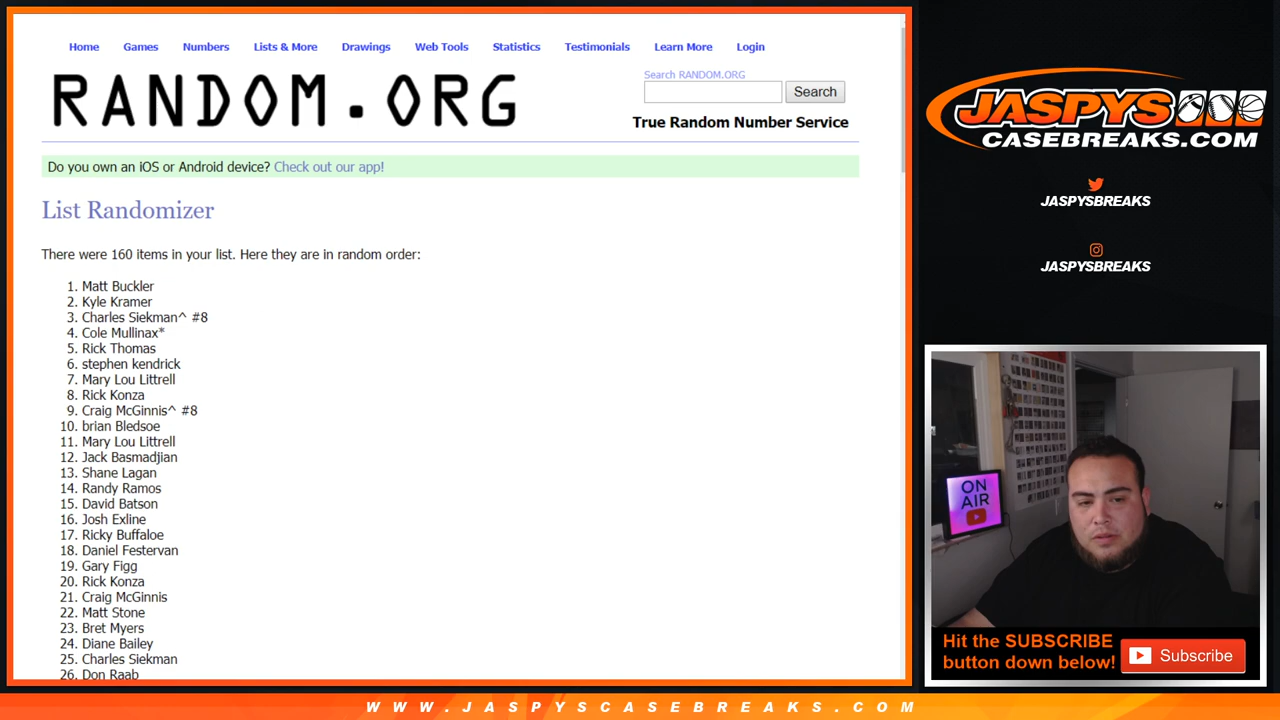 Home Games Numbers Lists & More Drawings Web Tools Statistics Testimonials Learn More Login
RANDOM.ORG
Search RANDOM.ORG
Search
True Random Number Service
Do you own an iOS or Android device? Check out our app!
List Randomizer
There were 160 items in your list. Here they are in random order:
1. Matt Buckler
2. Kyle Kramer
3. Charles Siekman^ #8
4. Cole Mullinax*
5. Rick Thomas
6. stephen kendrick
7. Mary Lou Littrell
8. Rick Konza
9. Craig McGinnis^ #8
10. brian Bledsoe
11. Mary Lou Littrell
12. Jack Basmadjian
13. Shane Lagan
14. Randy Ramos
15. David Batson
16. Josh Exline
17. Ricky Buffaloe
18. Daniel Festervan
19. Gary Figg
20. Rick Konza
21. Craig McGinnis
22. Matt Stone
23. Bret Myers
24. Diane Bailey
25. Charles Siekman
26. Don Raab
JASPYS
CASEBREAKS.COM
JASPYSBREAKS
JASPYSBREAKS
ON
AIR
Hit the SUBSCRIBE
button down below!
Subscribe
WWW.JASPYSCASEBREAKS.COM